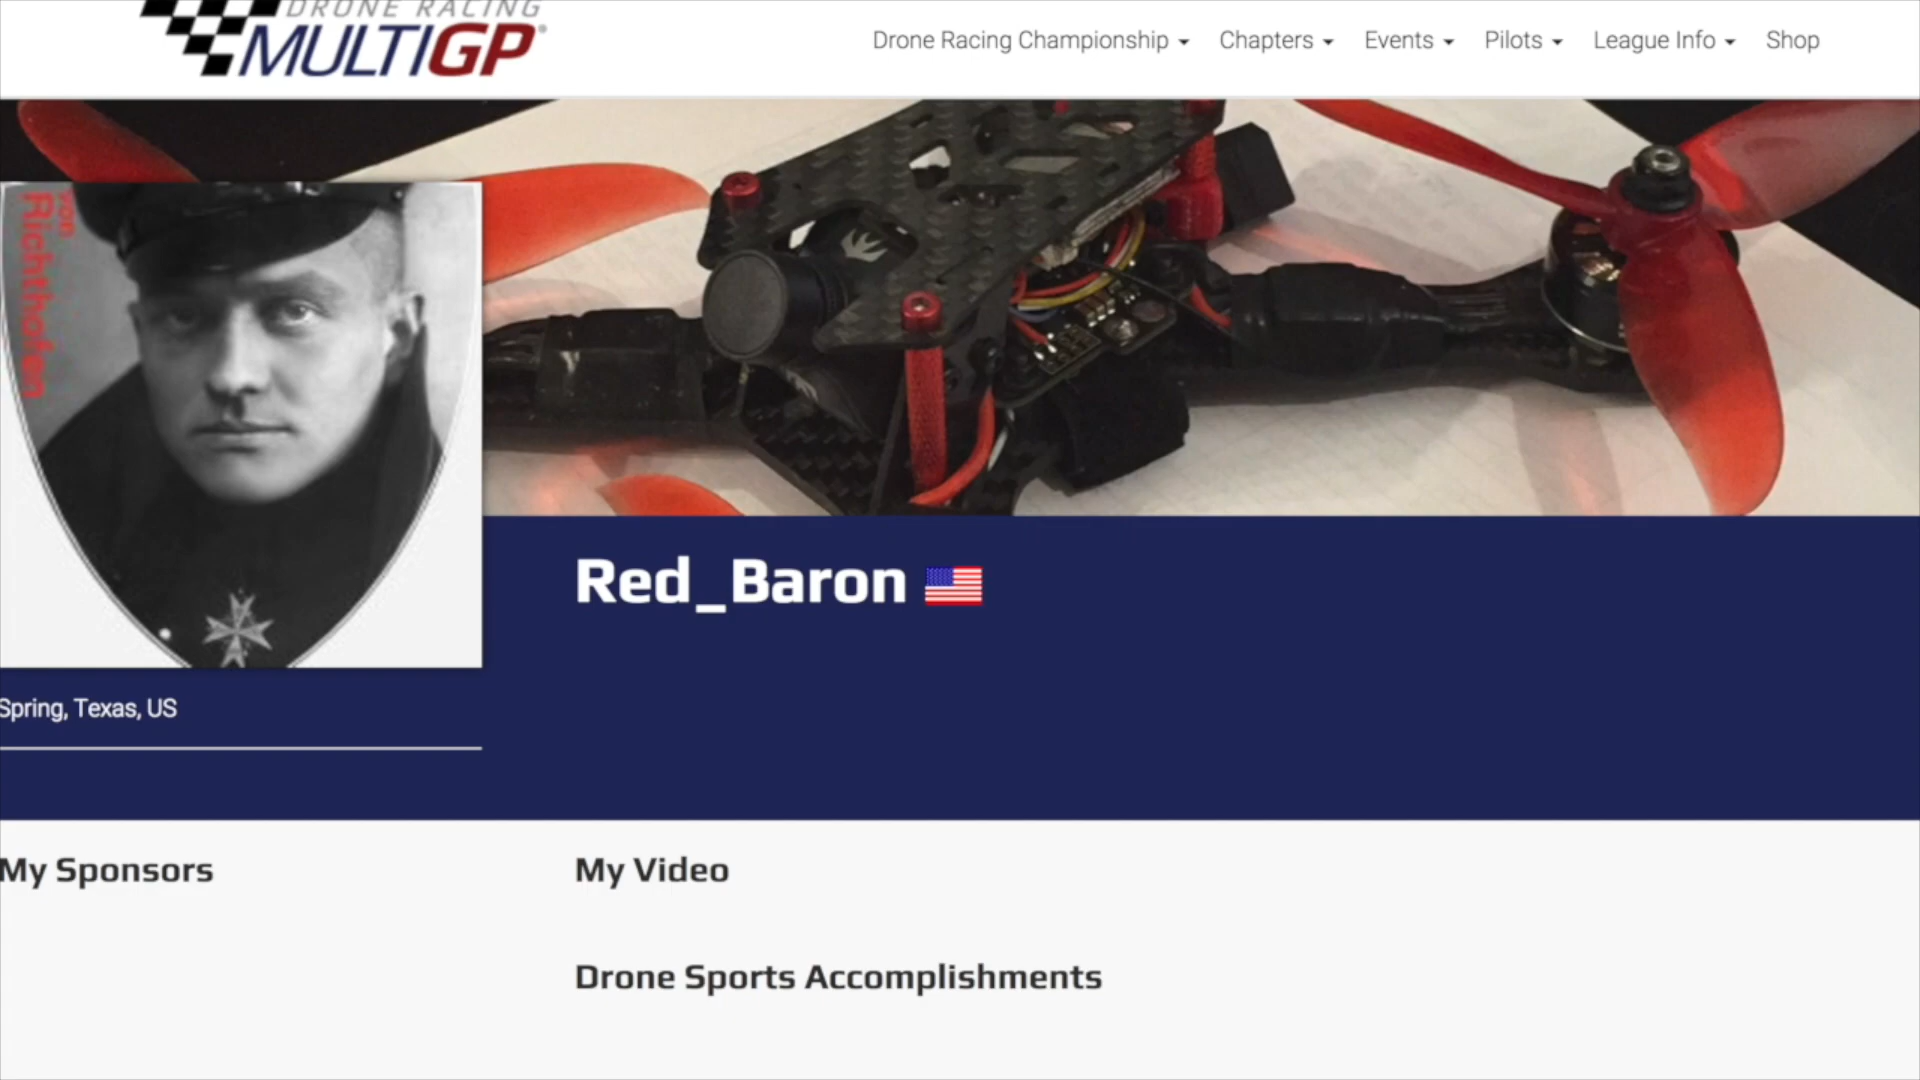 DRONE RACING
MULTIGP®
Drone Racing Championship
Chapters
Events
Pilots
League Info
Shop
von
Richthofen
Red_Baron
Spring, Texas, US
My Sponsors
My Video
Drone Sports Accomplishments